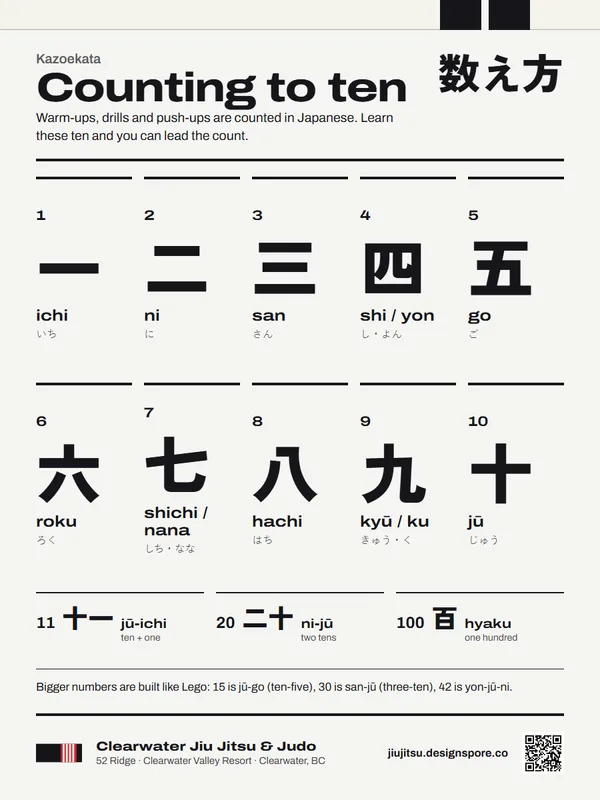 Kazoekata
数え方
Counting to ten
Warm-ups, drills and push-ups are counted in Japanese. Learn
these ten and you can lead the count.
1
一
ichi
いち
2
二
ni
に
3
三
san
さん
4
四
shi / yon
し・よん
5
五
go
ご
6
六
roku
ろく
7
七
shichi /
nana
しち・なな
8
八
hachi
はち
9
九
kyū / ku
きゅう・く
10
十
jū
じゅう
11 十一 jū-ichi
ten + one
20 二十 ni-jū
two tens
100 百 hyaku
one hundred
Bigger numbers are built like Lego: 15 is jū-go (ten-five), 30 is san-jū (three-ten), 42 is yon-jū-ni.
Clearwater Jiu Jitsu & Judo
52 Ridge · Clearwater Valley Resort · Clearwater, BC
jiujitsu.designspore.co